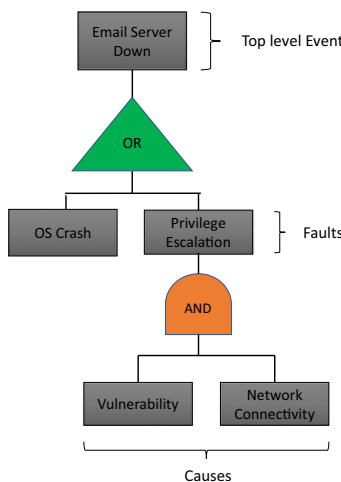 Email Server
Down
Top level Event
OR
OS Crash
Privilege
Escalation
Faults
AND
Vulnerability
Network
Connectivity
Causes